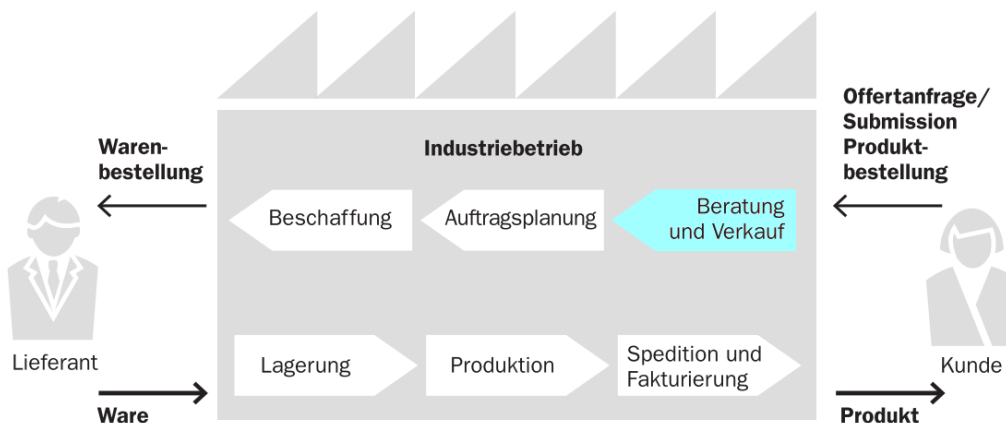 Offertanfrage/
Submission
Produkt-
bestellung
Waren-
bestellung
Industriebetrieb
Beschaffung
Auftragsplanung
Beratung
und Verkauf
Lieferant
Lagerung
Produktion
Spedition und
Fakturierung
Kunde
Ware
Produkt